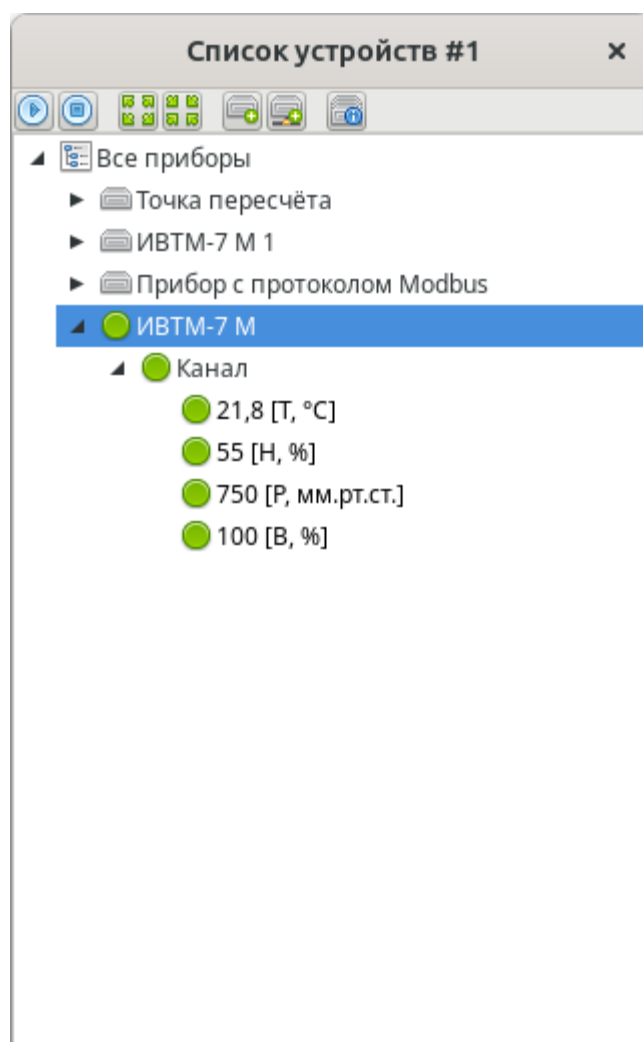 Список устройств #1
Все приборы
Точка пересчёта
ИВТМ-7 М 1
Прибор с протоколом Modbus
ИВТМ-7 М
Канал
21,8 [T, °C]
55 [H, %]
750 [P, мм.рт.ст.]
100 [B, %]